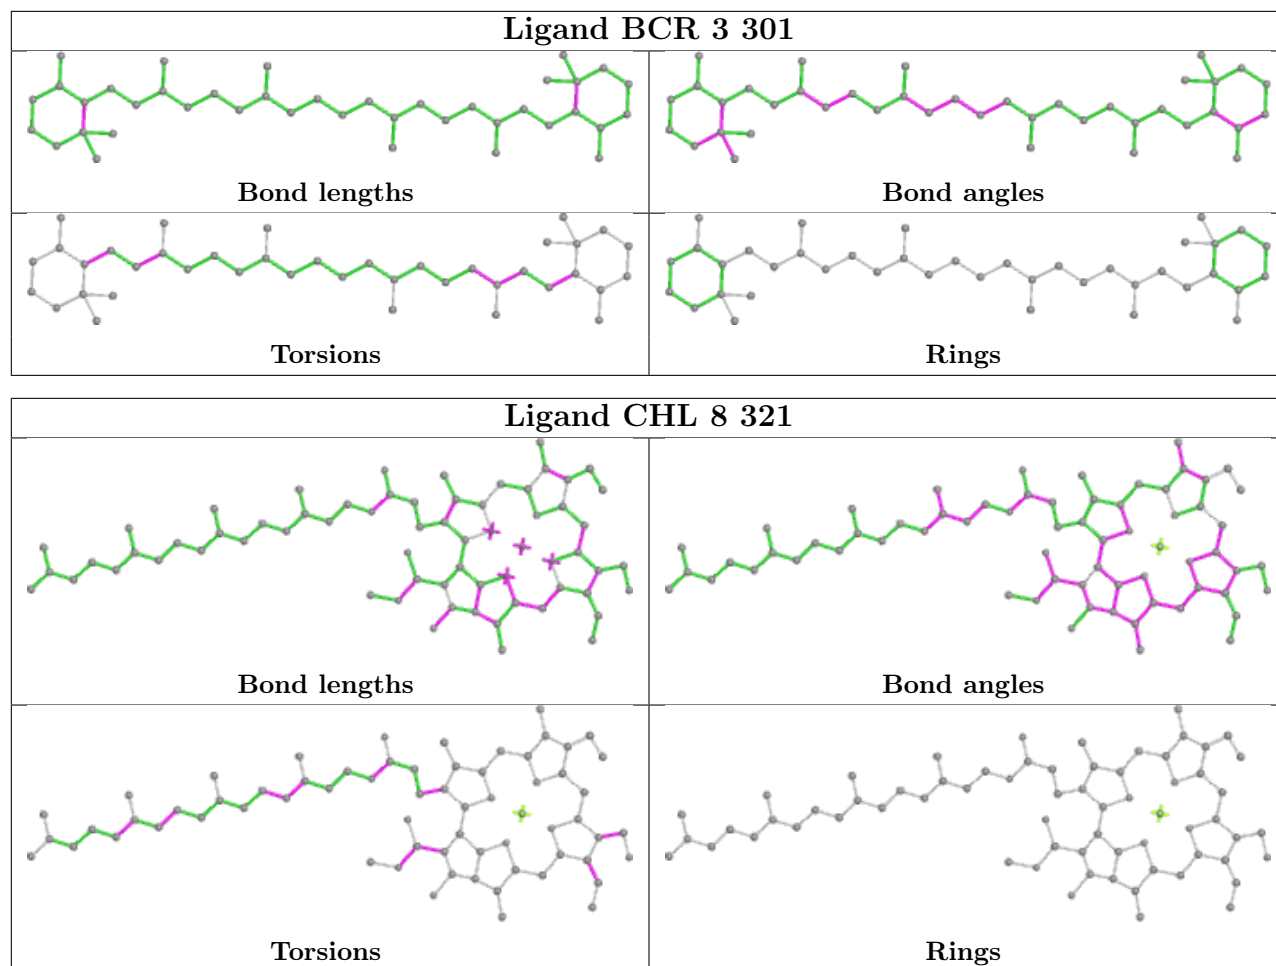 Ligand BCR 3 301
Bond lengths
Bond angles
Torsions
Rings
Ligand CHL 8 321
Bond lengths
Bond angles
Torsions
Rings